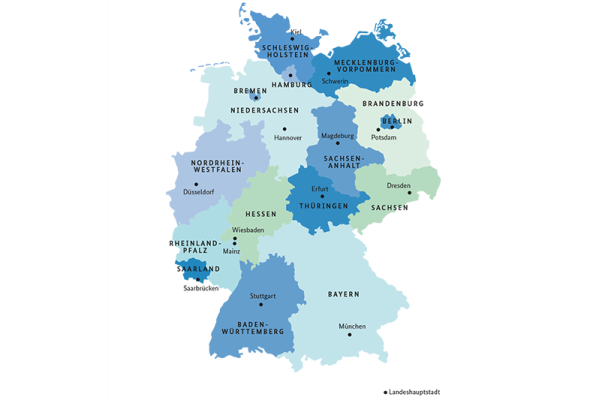 Kiel
SCHLESWIG-
HOLSTEIN
MECKLENBURG-
VORPOMMERN
Schwerin
HAMBURG
BREMEN
NIEDERSACHSEN
Hannover
BRANDENBURG
BERLIN
Potsdam
Magdeburg
SACHSEN-
ANHALT
NORDRHEIN-
WESTFALEN
Düsseldorf
Erfurt
THÜRINGEN
Dresden
SACHSEN
HESSEN
Wiesbaden
Mainz
RHEINLAND-
PFALZ
SAARLAND
Saarbrücken
Stuttgart
BADEN-
WÜRTTEMBERG
BAYERN
München
Landeshauptstadt